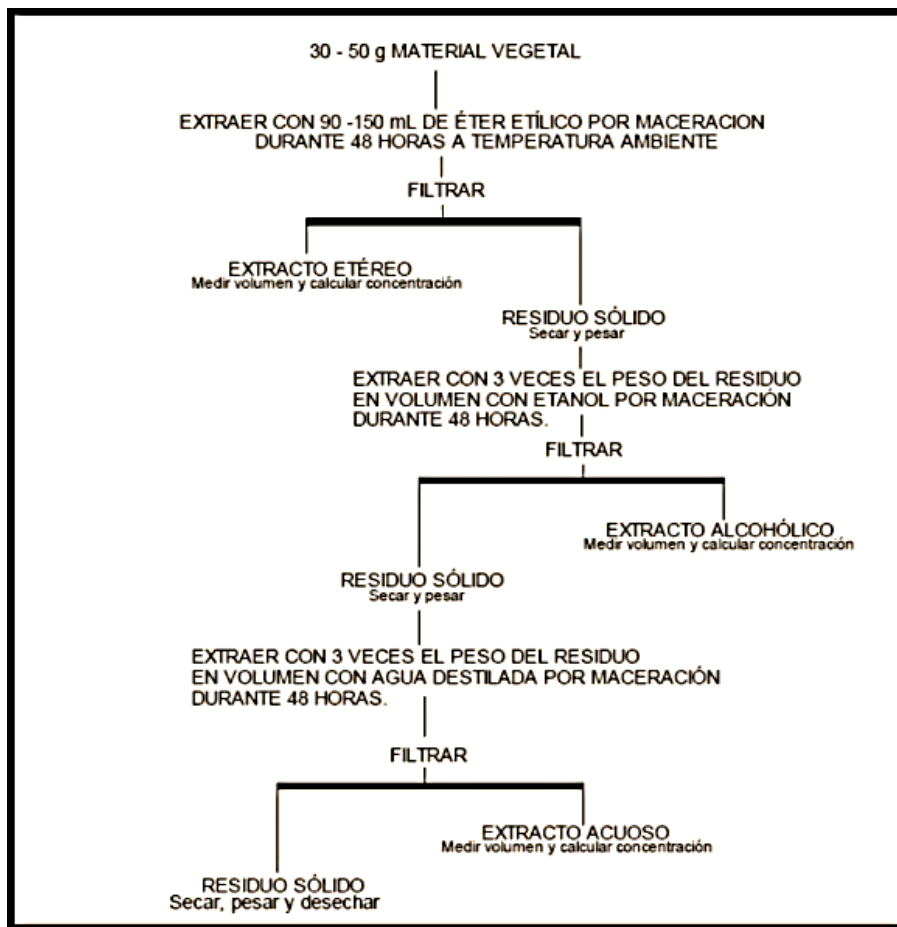 30 - 50 g MATERIAL VEGETAL
EXTRAER CON 90 -150 mL DE ÉTER ETÍLICO POR MACERACION
DURANTE 48 HORAS A TEMPERATURA AMBIENTE
FILTRAR
EXTRACTO ETÉREO
Medir volumen y calcular concentración
RESIDUO SÓLIDO
Secar y pesar
EXTRAER CON 3 VECES EL PESO DEL RESIDUO
EN VOLUMEN CON ETANOL POR MACERACIÓN
DURANTE 48 HORAS.
FILTRAR
EXTRACTO ALCOHÓLICO
Medir volumen y calcular concentración
RESIDUO SÓLIDO
Secar y pesar
EXTRAER CON 3 VECES EL PESO DEL RESIDUO
EN VOLUMEN CON AGUA DESTILADA POR MACERACIÓN
DURANTE 48 HORAS.
FILTRAR
EXTRACTO ACUOSO
Medir volumen y calcular concentración
RESIDUO SÓLIDO
Secar, pesar y desechar